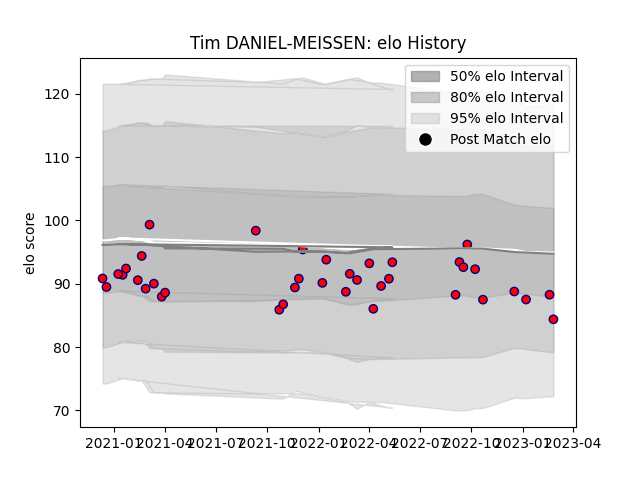 Tim DANIEL-MEISSEN: elo History
120
110
100
90
80
70
elo score
50% elo Interval
80% elo Interval
95% elo Interval
Post Match elo
2021-01 2021-04 2021-07 2021-10 2022-01 2022-04 2022-07 2022-10 2023-01 2023-04